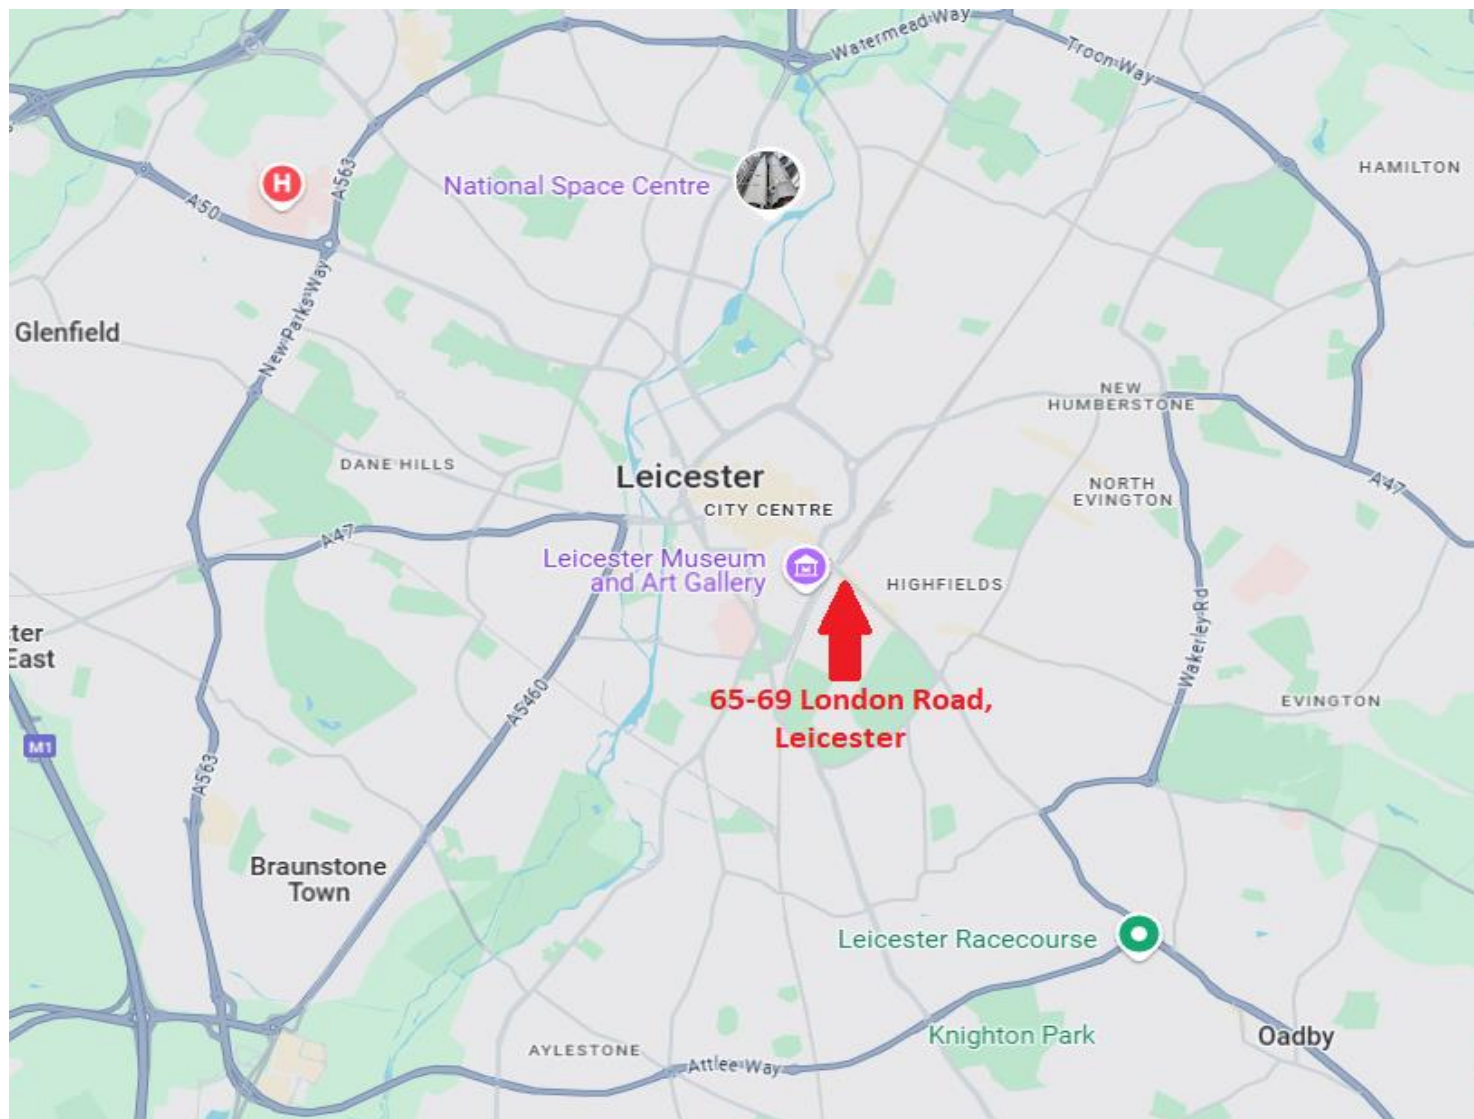 Watermead Way
Troon Way
HAMILTON
H
A563
National Space Centre
A50
New Parks Way
Glenfield
NEW
HUMBERSTONE
DANE HILLS
Leicester
CITY CENTRE
NORTH
EVINGTON
A47
A47
Leicester Museum
and Art Gallery
HIGHFIELDS
ter
East
Wakerley Rd
A5460
65-69 London Road,
Leicester
EVINGTON
M1
A563
Braunstone
Town
Leicester Racecourse
Knighton Park
Oadby
AYLESTONE
Attlee Way